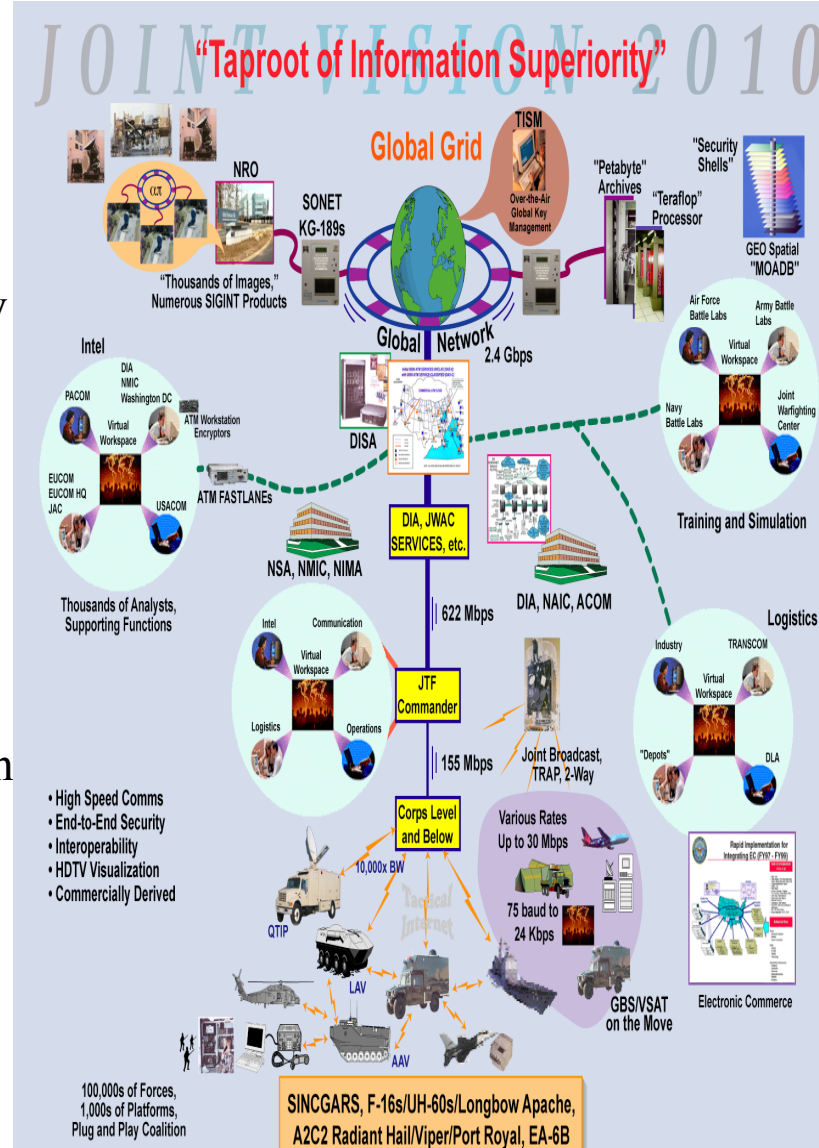 JOINT VISION 2010
“Taproot of Information Superiority”
Global Grid
TISM
Over-the-Air
Global Key
Management
NRO
SONET
KG-189s
“Thousands of Images,”
Numerous SIGINT Products
"Petabyte"
Archives
“Teraflop”
Processor
"Security
Shells"
GEO Spatial
"MOADB"
Global Network
2.4 Gbps
Intel
DIA
NMIC
Washington DC
PACOM
Virtual
Workspace
EUCOM
EUCOM HQ
JAC
USACOM
ATM Workstation
Encryptors
ATM FASTLANEs
Thousands of Analysts,
Supporting Functions
DISA
Air Force
Battle Labs
Army Battle
Labs
Virtual
Workspace
Navy
Battle Labs
Joint
Warfighting
Center
Training and Simulation
DIA, JWAC
SERVICES, etc.
NSA, NMIC, NIMA
DIA, NAIC, ACOM
622 Mbps
Intel
Communication
Virtual
Workspace
Logistics
Operations
JTF
Commander
155 Mbps
Joint Broadcast,
TRAP, 2-Way
Logistics
Industry
TRANSCOM
Virtual
Workspace
"Depots"
DLA
• High Speed Comms
• End-to-End Security
• Interoperability
• HDTV Visualization
• Commercially Derived
Corps Level
and Below
10,000x BW
Tactical
Internet
QTIP
LAV
AAV
Various Rates
Up to 30 Mbps
75 baud to
24 Kbps
GBS/VSAT
on the Move
Rapid Implementation for
Integrating EC (FY97 - FY98)
Electronic Commerce
100,000s of Forces,
1,000s of Platforms,
Plug and Play Coalition
SINCGARS, F-16s/UH-60s/Longbow Apache,
A2C2 Radiant Hail/Viper/Port Royal, EA-6B